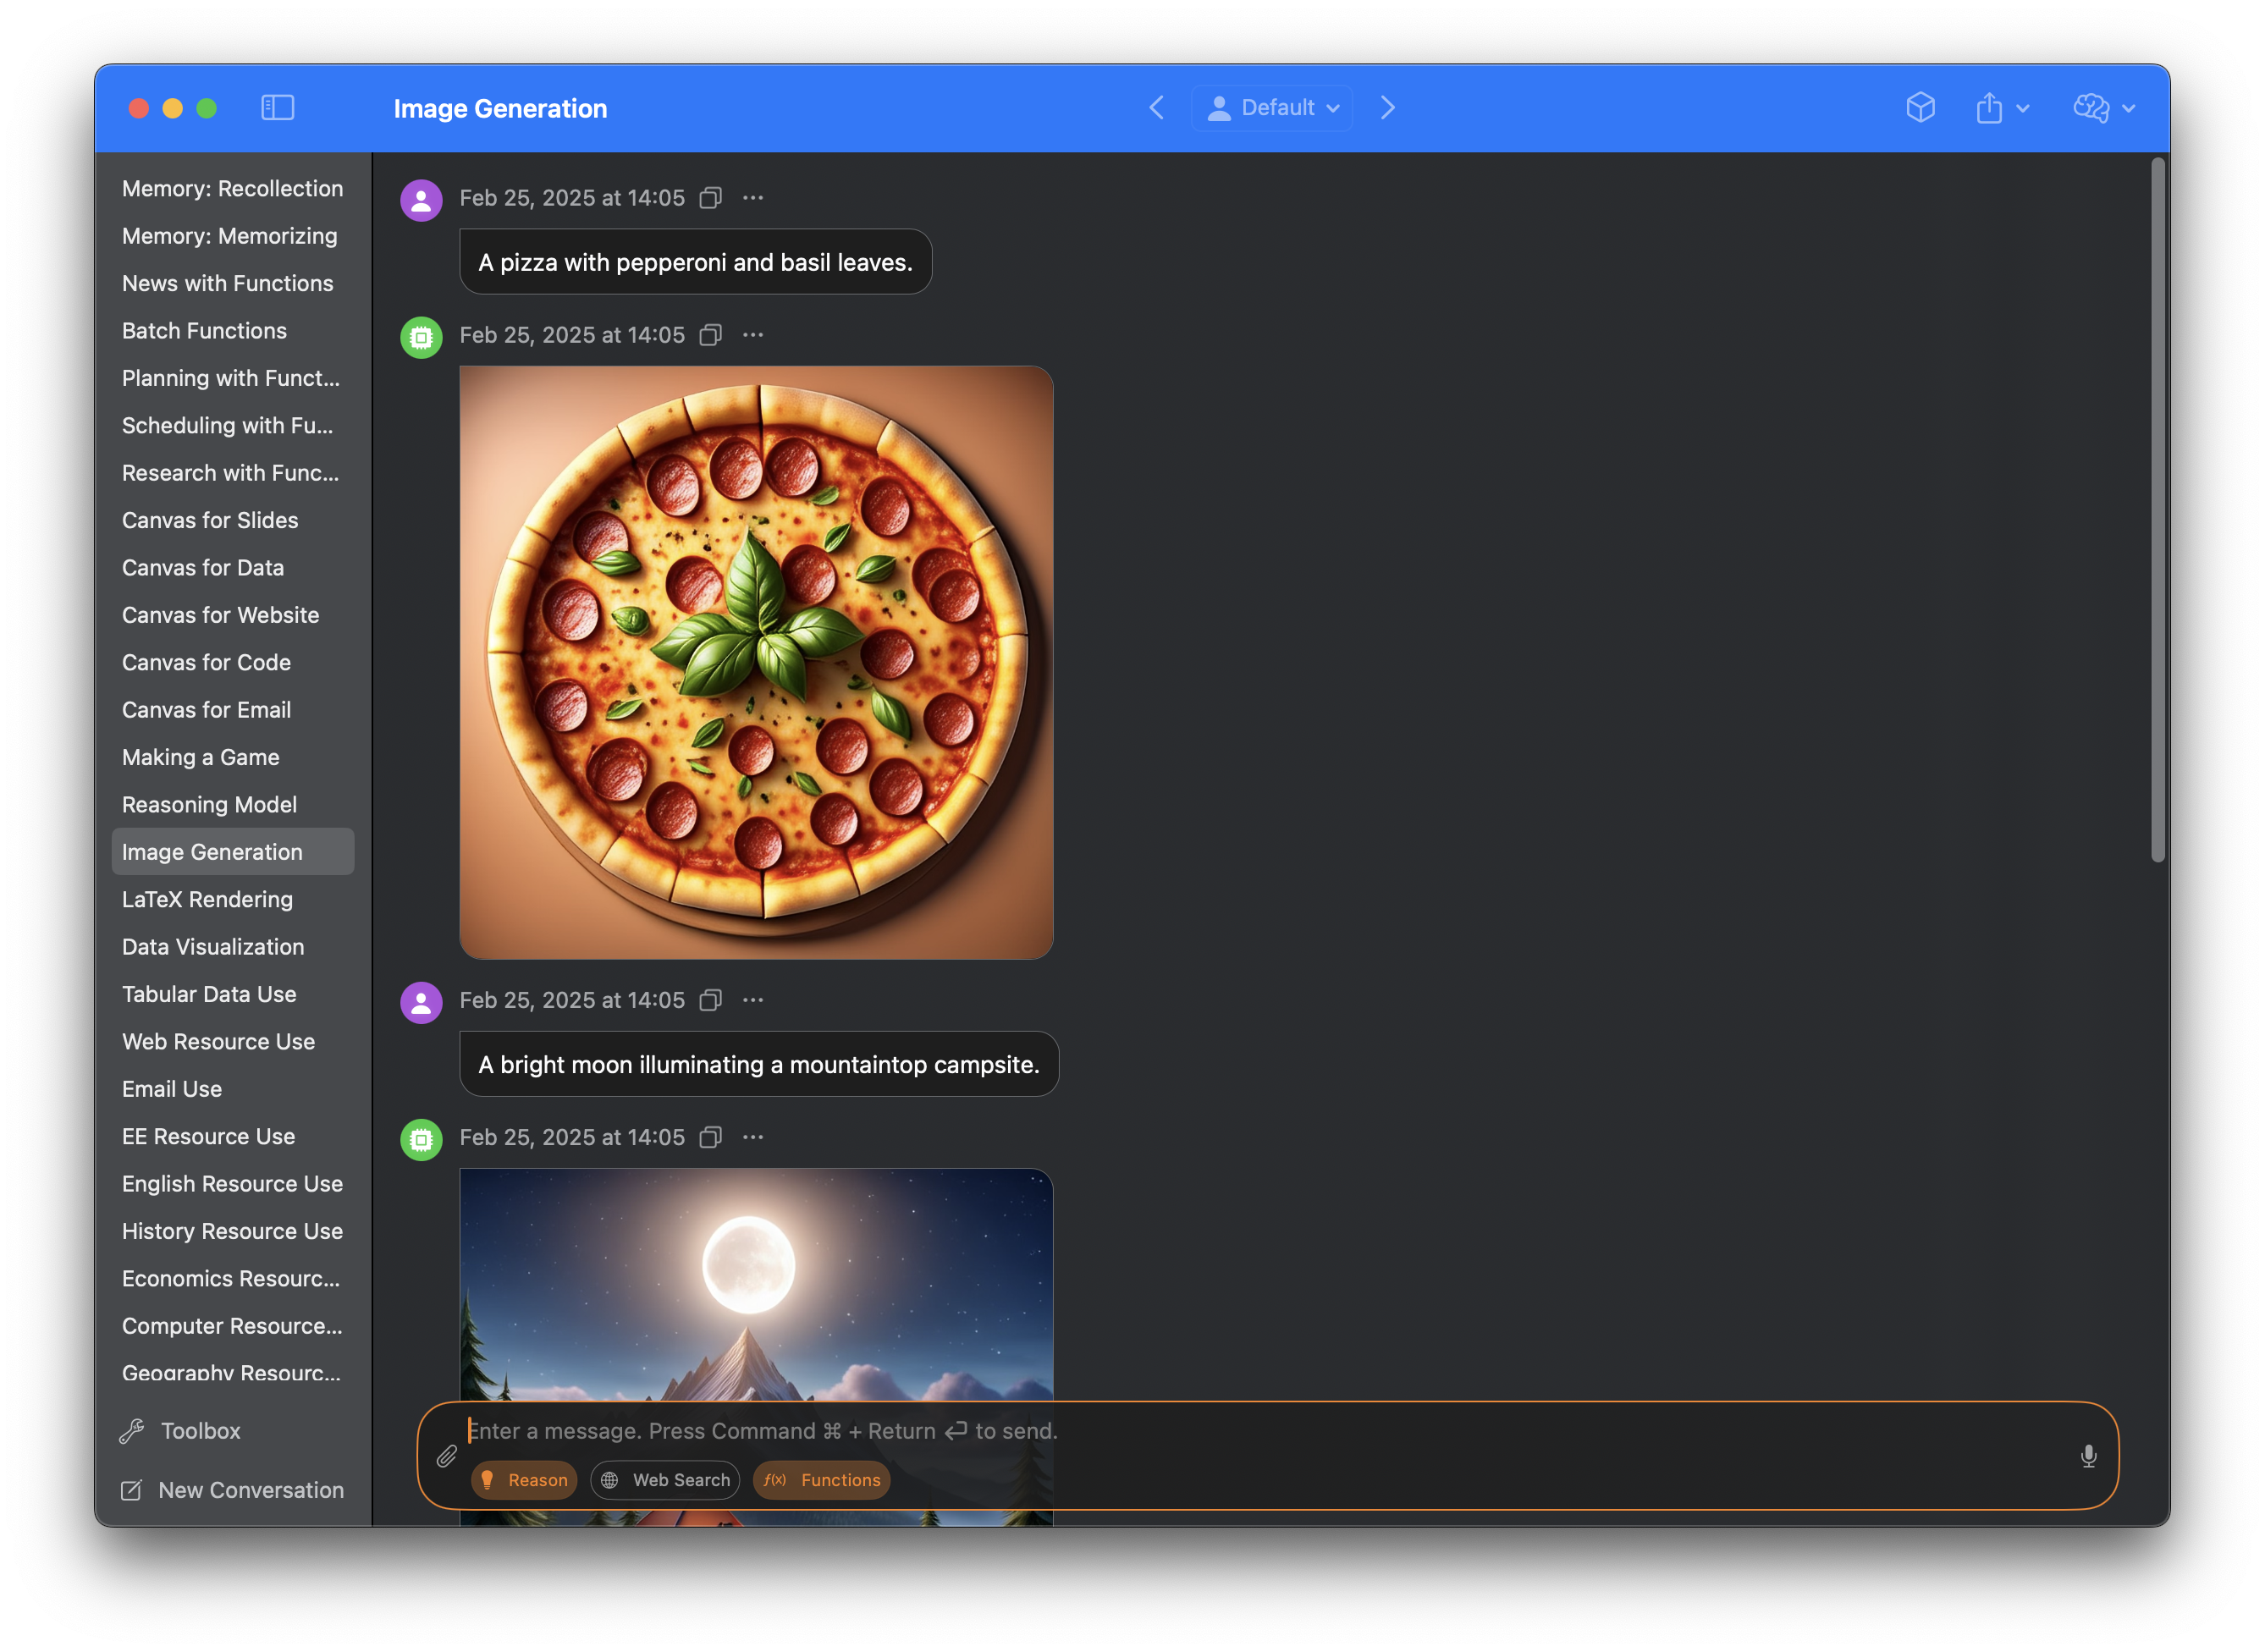 Image Generation
Default
Memory: Recollection
Memory: Memorizing
News with Functions
Batch Functions
Planning with Funct...
Scheduling with Fu...
Research with Func...
Canvas for Slides
Canvas for Data
Canvas for Website
Canvas for Code
Canvas for Email
Making a Game
Reasoning Model
Image Generation
LaTeX Rendering
Data Visualization
Tabular Data Use
Web Resource Use
Email Use
EE Resource Use
English Resource Use
History Resource Use
Economics Resourc...
Computer Resource...
Geography Resourc...
Toolbox
New Conversation
Feb 25, 2025 at 14:05
A pizza with pepperoni and basil leaves.
Feb 25, 2025 at 14:05
Feb 25, 2025 at 14:05
A bright moon illuminating a mountaintop campsite.
Feb 25, 2025 at 14:05
Enter a message. Press Command ⌘ + Return ⏎ to send.
Reason
Web Search
f(x) Functions